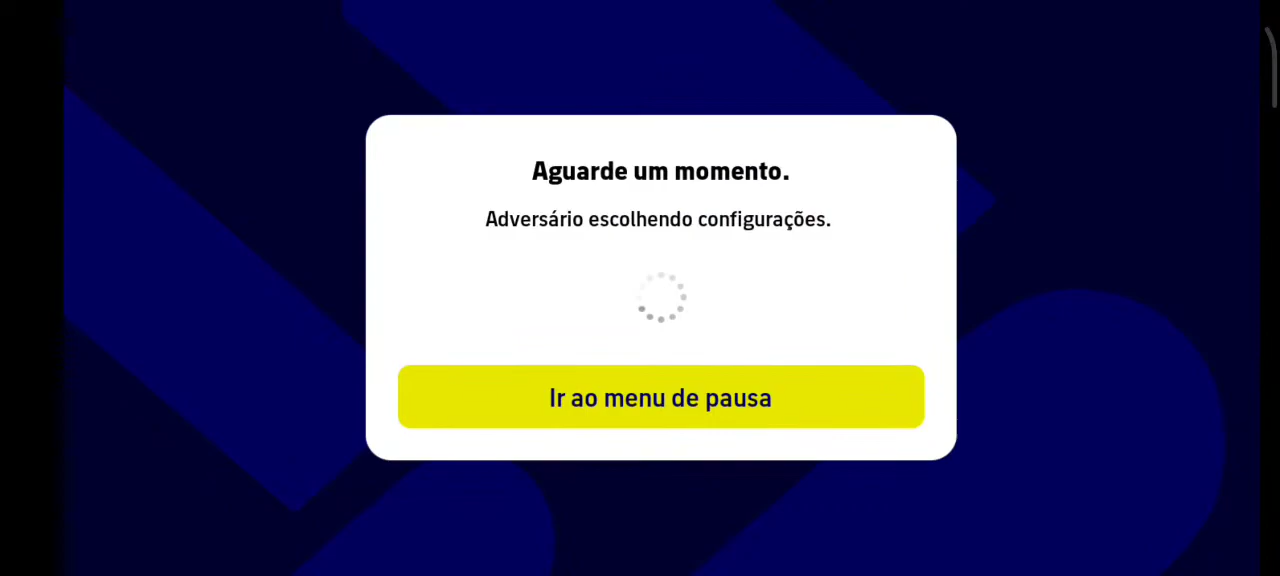 Aguarde um momento.
Adversário escolhendo configurações.
Ir ao menu de pausa